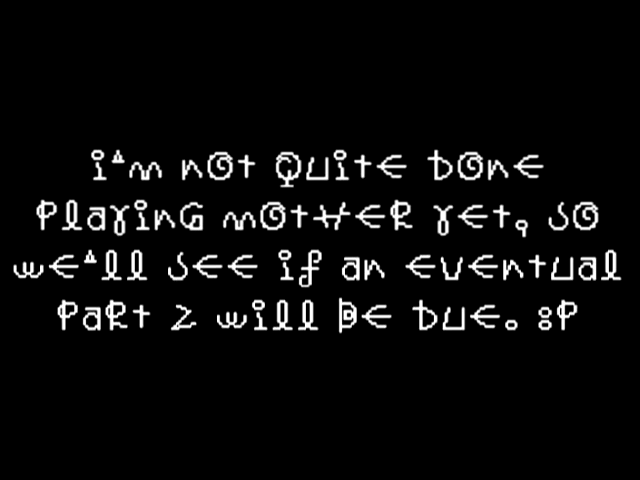 i'm not quite done
playing mother yet, so
we'll see if an eventual
part 2 will be due. :P